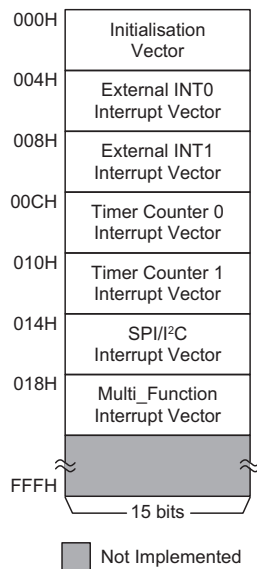 000H
Initialisation
Vector
004H
External INT0
Interrupt Vector
008H
External INT1
Interrupt Vector
00CH
Timer Counter 0
Interrupt Vector
010H
Timer Counter 1
Interrupt Vector
014H
SPI/I²C
Interrupt Vector
018H
Multi_Function
Interrupt Vector
FFFH
15 bits
Not Implemented